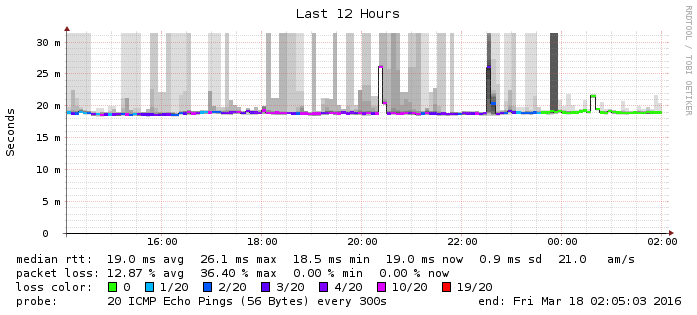 Last 12 Hours
RRDTOOL / TOBI OETIKER
Seconds
30 m
25 m
20 m
15 m
10 m
5 m
0
16:00 18:00 20:00 22:00 00:00 02:00
median rtt: 19.0 ms avg 26.1 ms max 18.5 ms min 19.0 ms now 0.9 ms sd 21.0 am/s
packet loss: 12.87 % avg 36.40 % max 0.00 % min 0.00 % now
loss color: 0 1/20 2/20 3/20 4/20 10/20 19/20
probe: 20 ICMP Echo Pings (56 Bytes) every 300s end: Fri Mar 18 02:05:03 2016